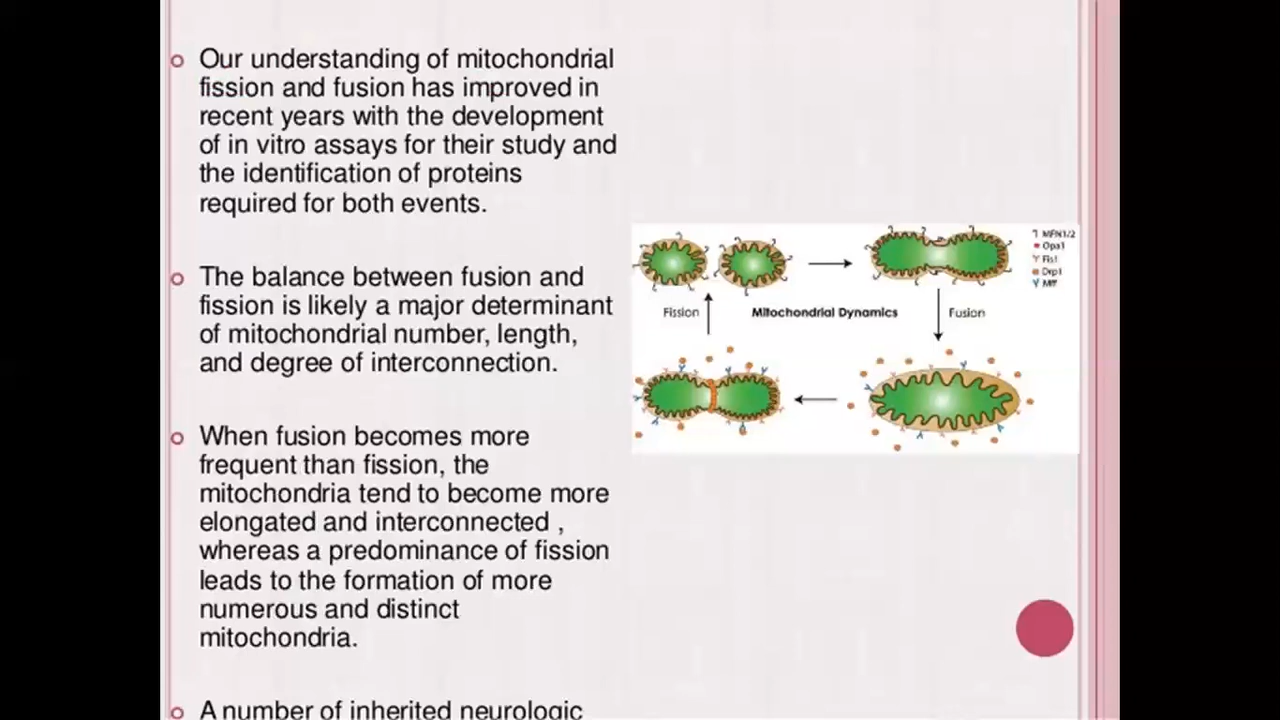 Our understanding of mitochondrial
fission and fusion has improved in
recent years with the development
of in vitro assays for their study and
the identification of proteins
required for both events.
The balance between fusion and
fission is likely a major determinant
of mitochondrial number, length,
and degree of interconnection.
When fusion becomes more
frequent than fission, the
mitochondria tend to become more
elongated and interconnected ,
whereas a predominance of fission
leads to the formation of more
numerous and distinct
mitochondria.
A number of inherited neurologic
MFN1/2
Opa1
Fis1
Drp1
Mff
Fission
Mitochondrial Dynamics
Fusion